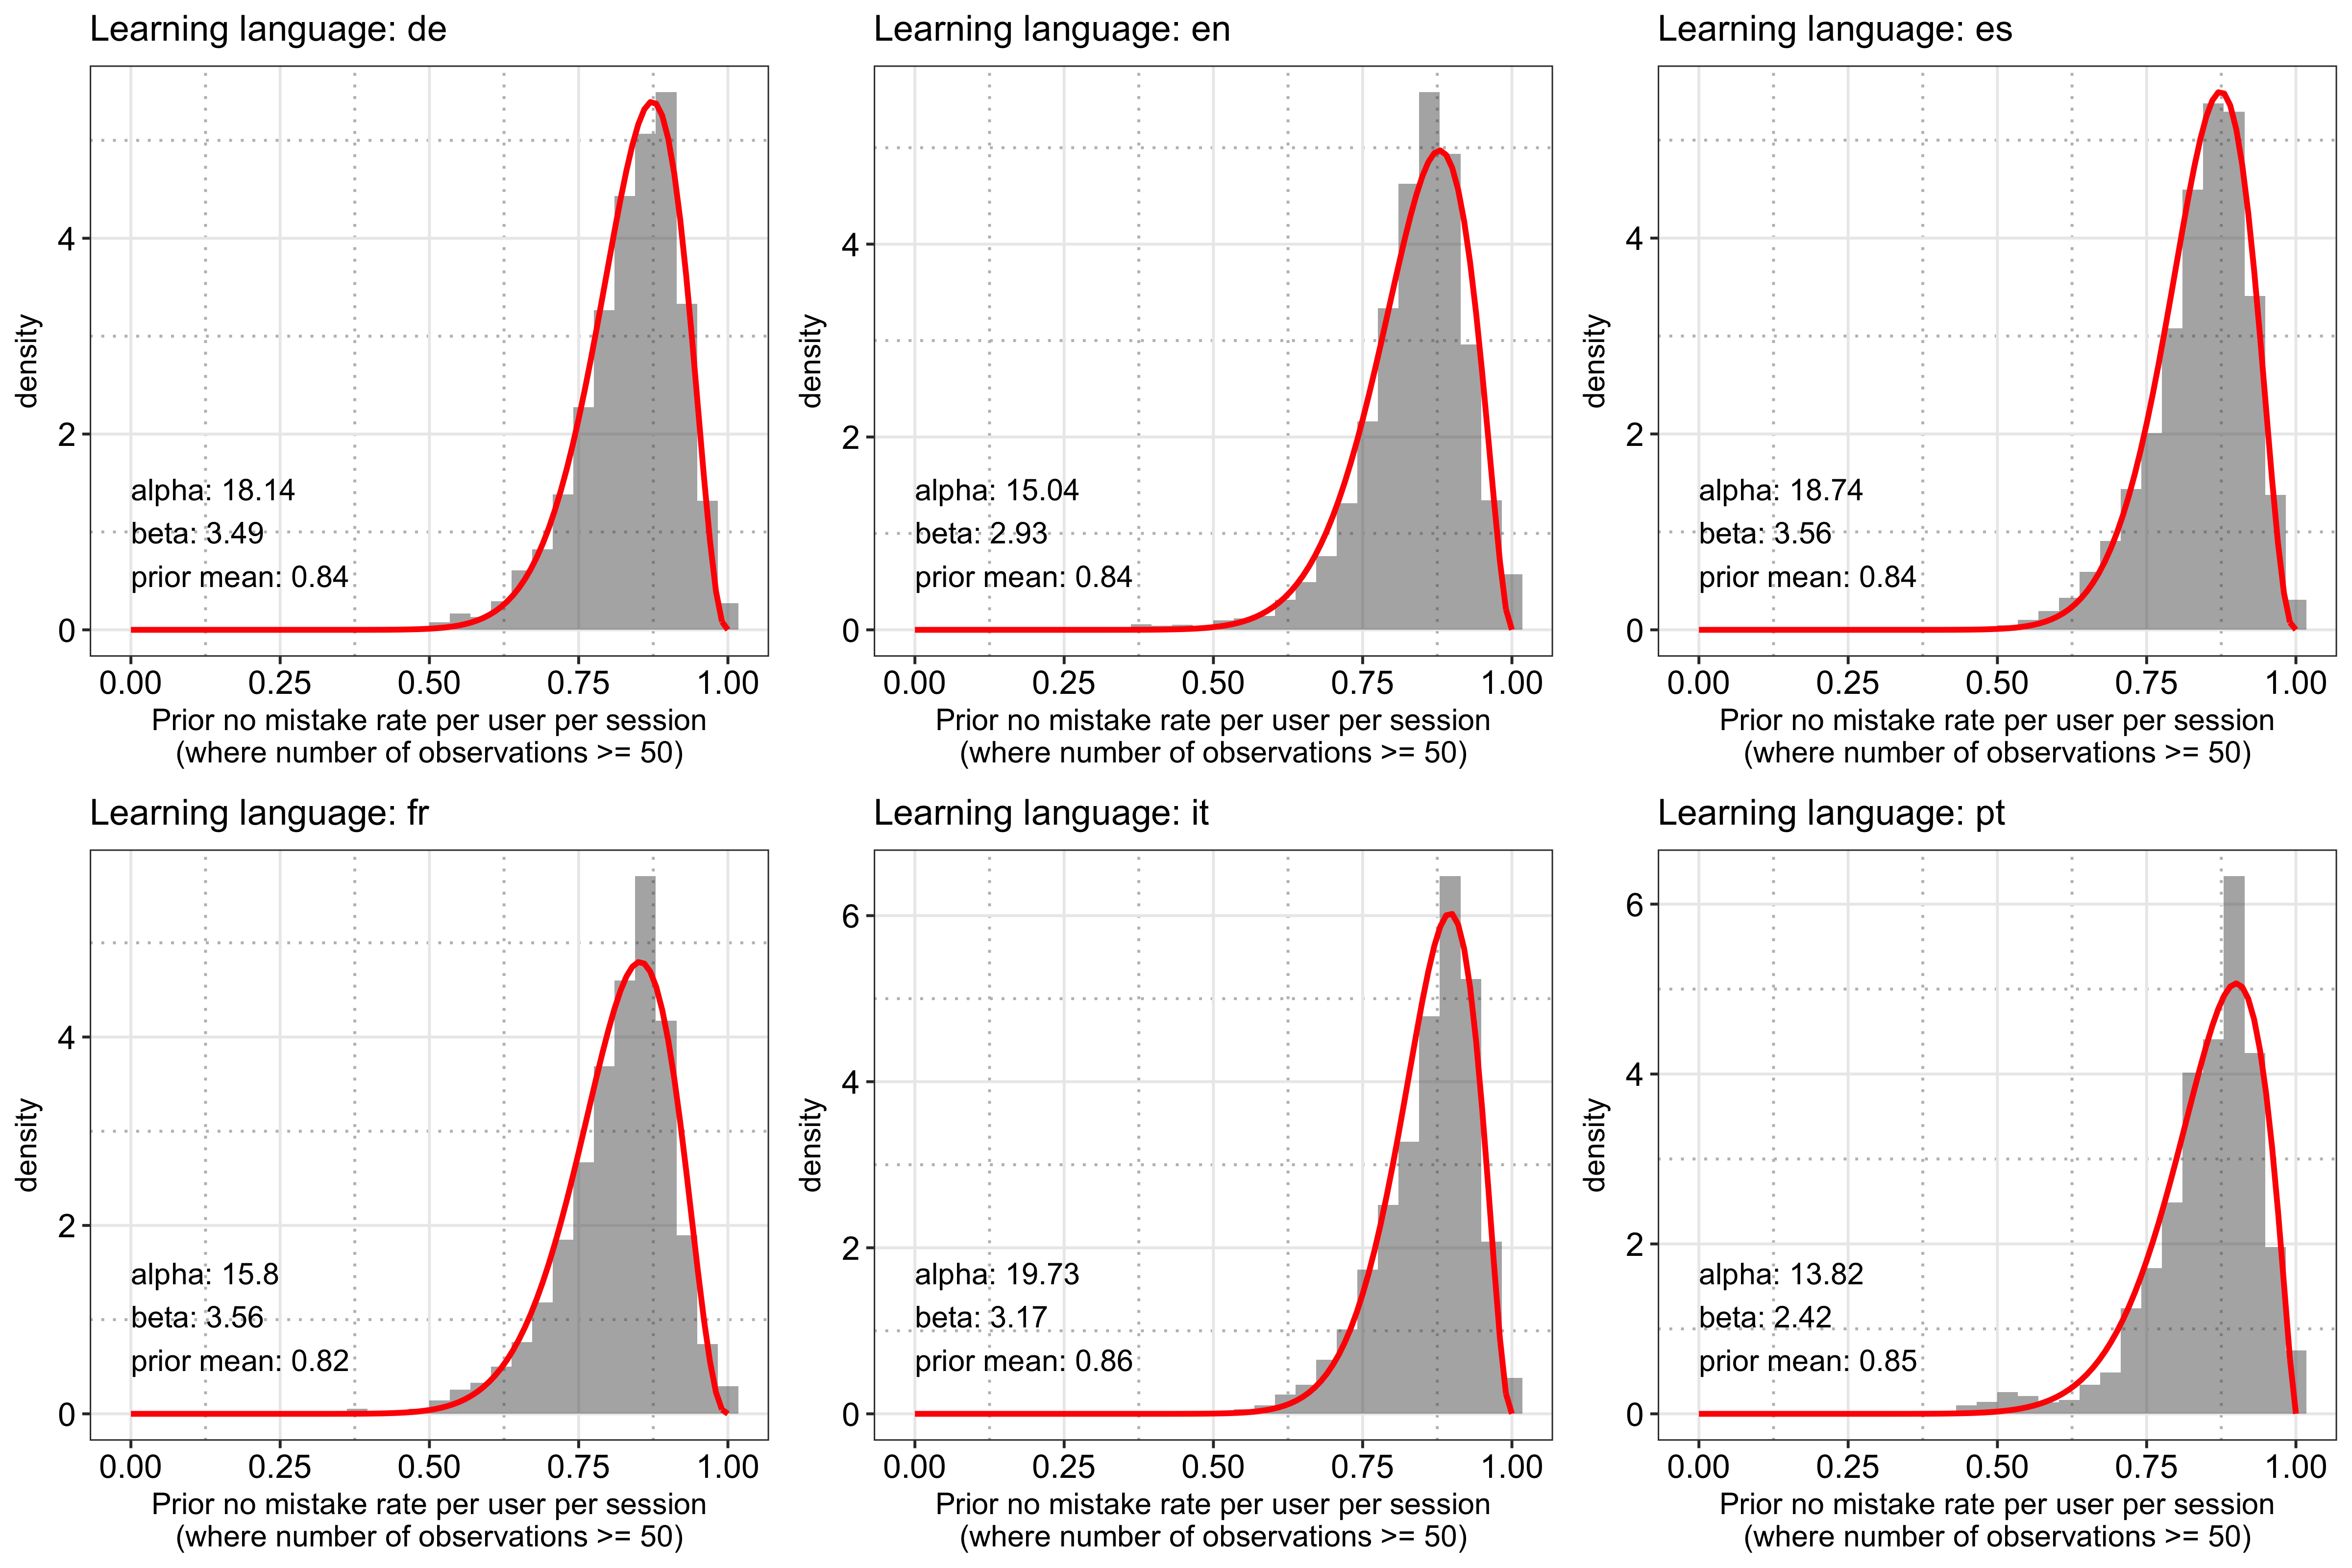 Learning language: de
density
4
2
0
alpha: 18.14
beta: 3.49
prior mean: 0.84
0.00 0.25 0.50 0.75 1.00
Prior no mistake rate per user per session
(where number of observations >= 50)
Learning language: en
density
4
2
0
alpha: 15.04
beta: 2.93
prior mean: 0.84
0.00 0.25 0.50 0.75 1.00
Prior no mistake rate per user per session
(where number of observations >= 50)
Learning language: es
density
4
2
0
alpha: 18.74
beta: 3.56
prior mean: 0.84
0.00 0.25 0.50 0.75 1.00
Prior no mistake rate per user per session
(where number of observations >= 50)
Learning language: fr
density
4
2
0
alpha: 15.8
beta: 3.56
prior mean: 0.82
0.00 0.25 0.50 0.75 1.00
Prior no mistake rate per user per session
(where number of observations >= 50)
Learning language: it
density
6
4
2
0
alpha: 19.73
beta: 3.17
prior mean: 0.86
0.00 0.25 0.50 0.75 1.00
Prior no mistake rate per user per session
(where number of observations >= 50)
Learning language: pt
density
6
4
2
0
alpha: 13.82
beta: 2.42
prior mean: 0.85
0.00 0.25 0.50 0.75 1.00
Prior no mistake rate per user per session
(where number of observations >= 50)